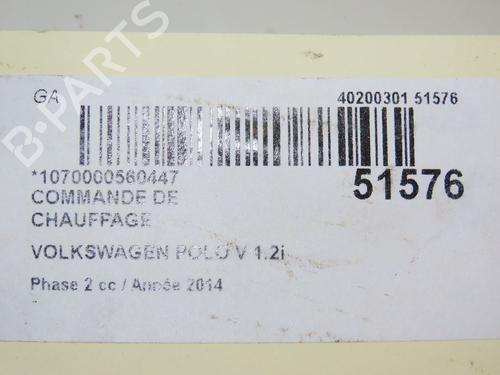 B-PARTS
GA
40200301 51576
*1070000560447
51576
COMMANDE DE
CHAUFFAGE
VOLKSWAGEN POLO V 1.2i
Phase 2 cc / Année 2014